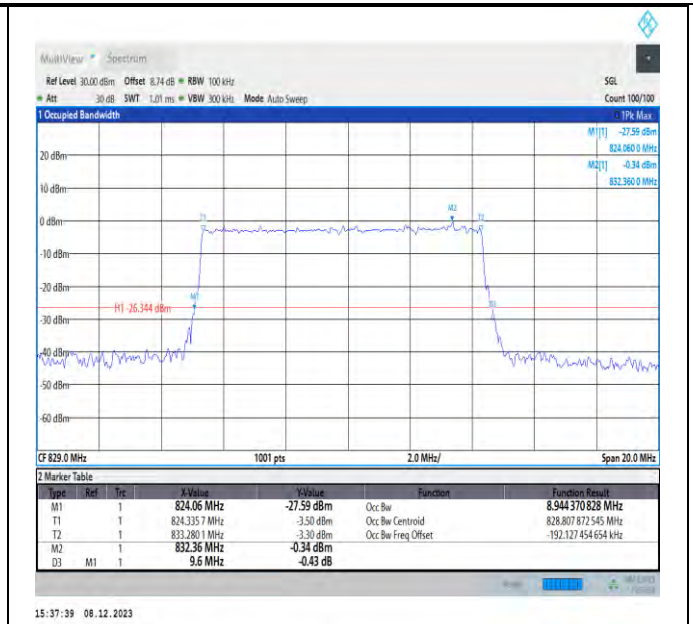 MultiView Spectrum
Ref Level 30.00 dBm Offset 8.74 dB RBW 100 kHz SGL
Att 30 dB SWT 1.01 ms VBW 300 kHz Mode Auto Sweep Count 100/100
1 Occupied Bandwidth 1Pk Max
M1[1] -27.59 dBm
824.060 0 MHz
20 dBm
M2[1] -0.34 dBm
832.360 0 MHz
10 dBm
M2
0 dBm T1 T2
-10 dBm
-20 dBm
M1 D3
H1 -26.344 dBm
-30 dBm
-40 dBm
-50 dBm
-60 dBm
CF 829.0 MHz 1001 pts 2.0 MHz/ Span 20.0 MHz
2 Marker Table
Type Ref Trc X-Value Y-Value Function Function Result
M1 1 824.06 MHz -27.59 dBm Occ Bw 8.944 370 828 MHz
T1 1 824.335 7 MHz -3.50 dBm Occ Bw Centroid 828.807 872 545 MHz
T2 1 833.280 1 MHz -3.30 dBm Occ Bw Freq Offset -192.127 454 654 kHz
M2 1 832.36 MHz -0.34 dBm
D3 M1 1 9.6 MHz -0.43 dB
15:37:39 08.12.2023